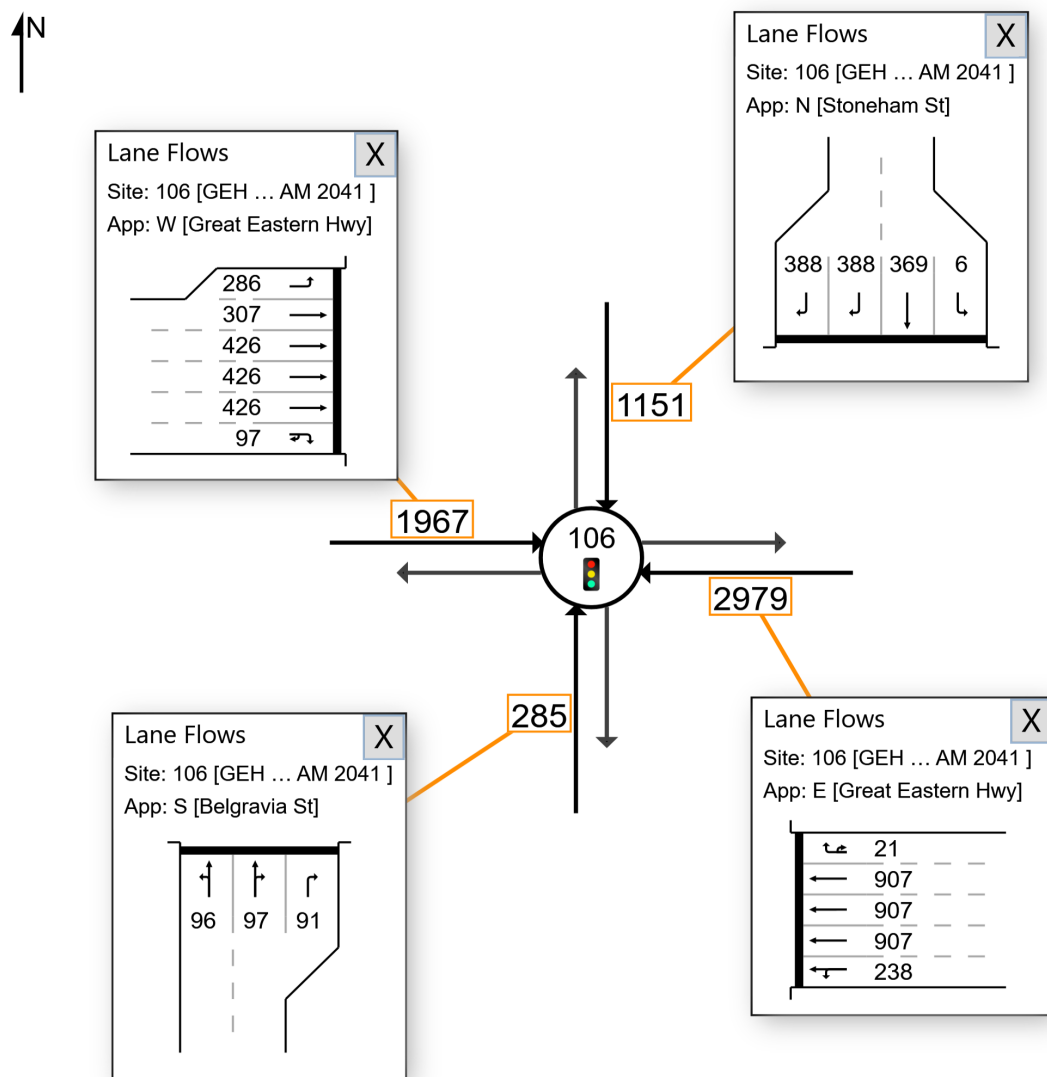 N
Lane Flows
X
Site: 106 [GEH ... AM 2041 ]
App: N [Stoneham St]
388 388 369 6
Lane Flows
X
Site: 106 [GEH ... AM 2041 ]
App: W [Great Eastern Hwy]
286
307
426
426
426
97
1151
1967
106
2979
285
Lane Flows
X
Site: 106 [GEH ... AM 2041 ]
App: S [Belgravia St]
96 97 91
Lane Flows
X
Site: 106 [GEH ... AM 2041 ]
App: E [Great Eastern Hwy]
21
907
907
907
238